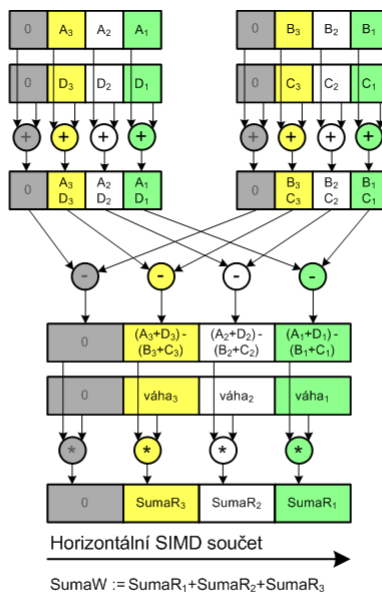 0 A₃ A₂ A₁ 0 B₃ B₂ B₁
0 D₃ D₂ D₁ 0 C₃ C₂ C₁
+ + + + + + + +
0 A₃ A₂ A₁ 0 B₃ B₂ B₁
D₃ D₂ D₁ C₃ C₂ C₁
- - - -
0 (A₃+D₃) - (A₂+D₂) - (A₁+D₁) -
(B₃+C₃) (B₂+C₂) (B₁+C₁)
0 váha₃ váha₂ váha₁
* * * *
0 SumaR₃ SumaR₂ SumaR₁
Horizontální SIMD součet
SumaW := SumaR₁+SumaR₂+SumaR₃